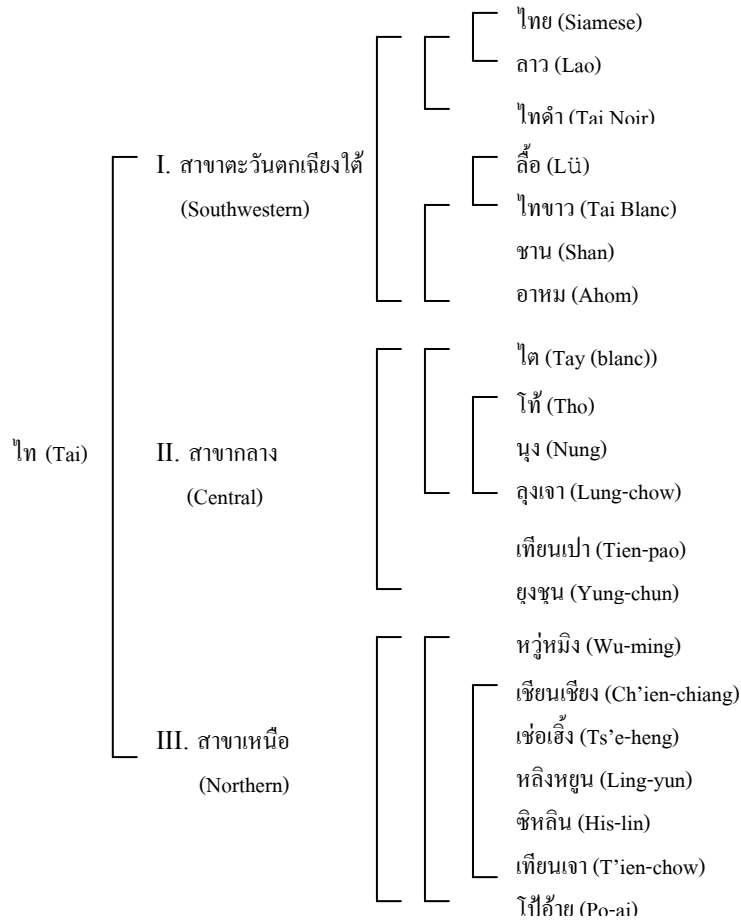 ไทย (Siamese)
ลาว (Lao)
ไทดำ (Tai Noir)
I. สาขาตะวันตกเฉียงใต้
(Southwestern)
ลื้อ (Lü)
ไทขาว (Tai Blanc)
ชาน (Shan)
อาหม (Ahom)
ไท (Tai)
II. สาขากลาง
(Central)
ไต (Tay (blanc))
โท้ (Tho)
นุง (Nung)
ลุงเจา (Lung-chow)
เทียนเปา (Tien-pao)
ยุงชุน (Yung-chun)
III. สาขาเหนือ
(Northern)
หวู่หมิง (Wu-ming)
เชียนเชียง (Ch’ien-chiang)
เช่อเฮิ้ง (Ts’e-heng)
หลิงหยูน (Ling-yun)
ซิหลิน (His-lin)
เทียนเจา (T’ien-chow)
โป้อ้าย (Po-ai)